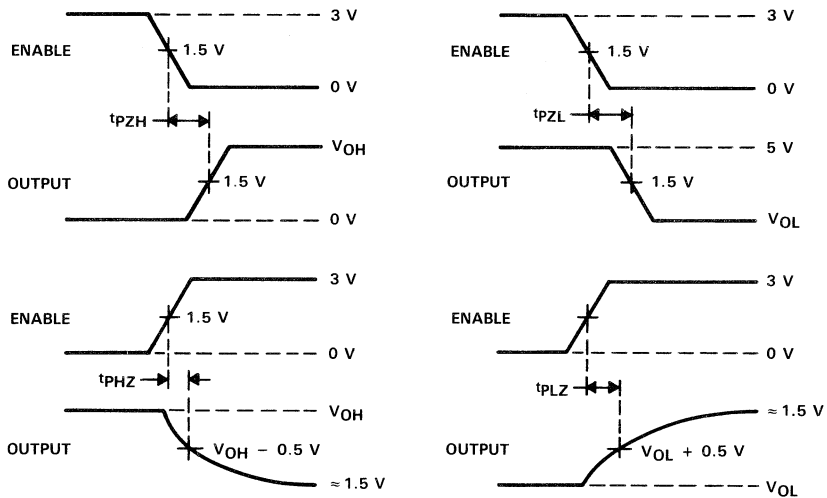 3 V
ENABLE
1.5 V
0 V
tPZH
VOH
OUTPUT
1.5 V
0 V
3 V
ENABLE
1.5 V
0 V
tPZL
5 V
OUTPUT
1.5 V
VOL
3 V
ENABLE
1.5 V
0 V
tPHZ
VOH
OUTPUT
VOH − 0.5 V
≈1.5 V
3 V
ENABLE
0 V
tPLZ
≈1.5 V
OUTPUT
VOL + 0.5 V
VOL